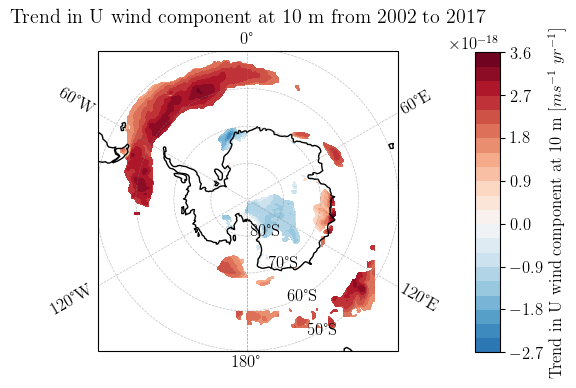 Trend in U wind component at 10 m from 2002 to 2017
0°
×10⁻¹⁸
60°W
60°E
3.6
2.7
1.8
0.9
0.0
−0.9
−1.8
−2.7
Trend in U wind component at 10 m [ms⁻¹ yr⁻¹]
80°S
70°S
60°S
50°S
120°W
120°E
180°